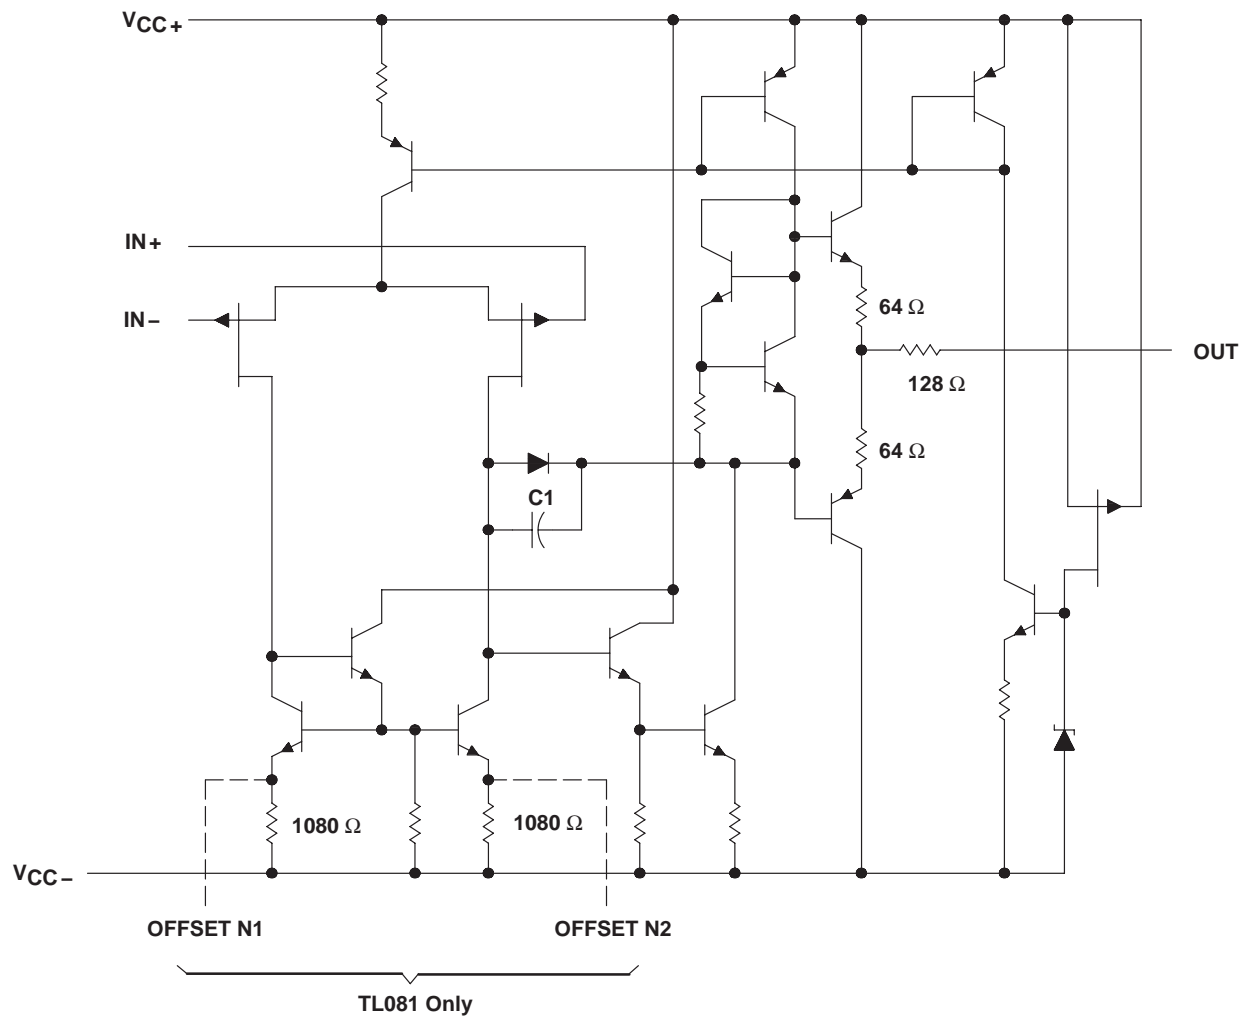 VCC+
IN+
IN−
64 Ω
OUT
128 Ω
64 Ω
C1
1080 Ω
1080 Ω
VCC−
OFFSET N1
OFFSET N2
TL081 Only